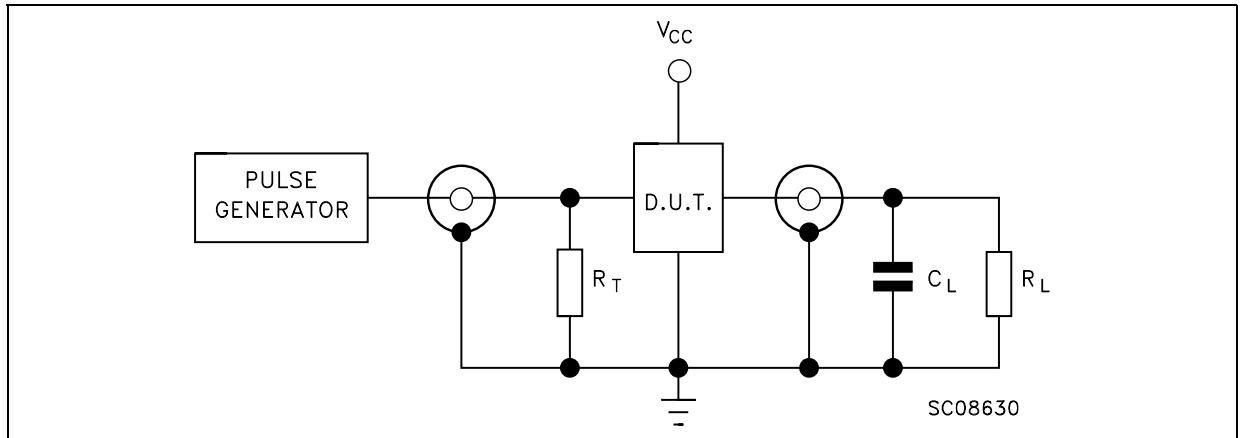 VCC
PULSE
GENERATOR
D.U.T.
RT
CL
RL
SC08630